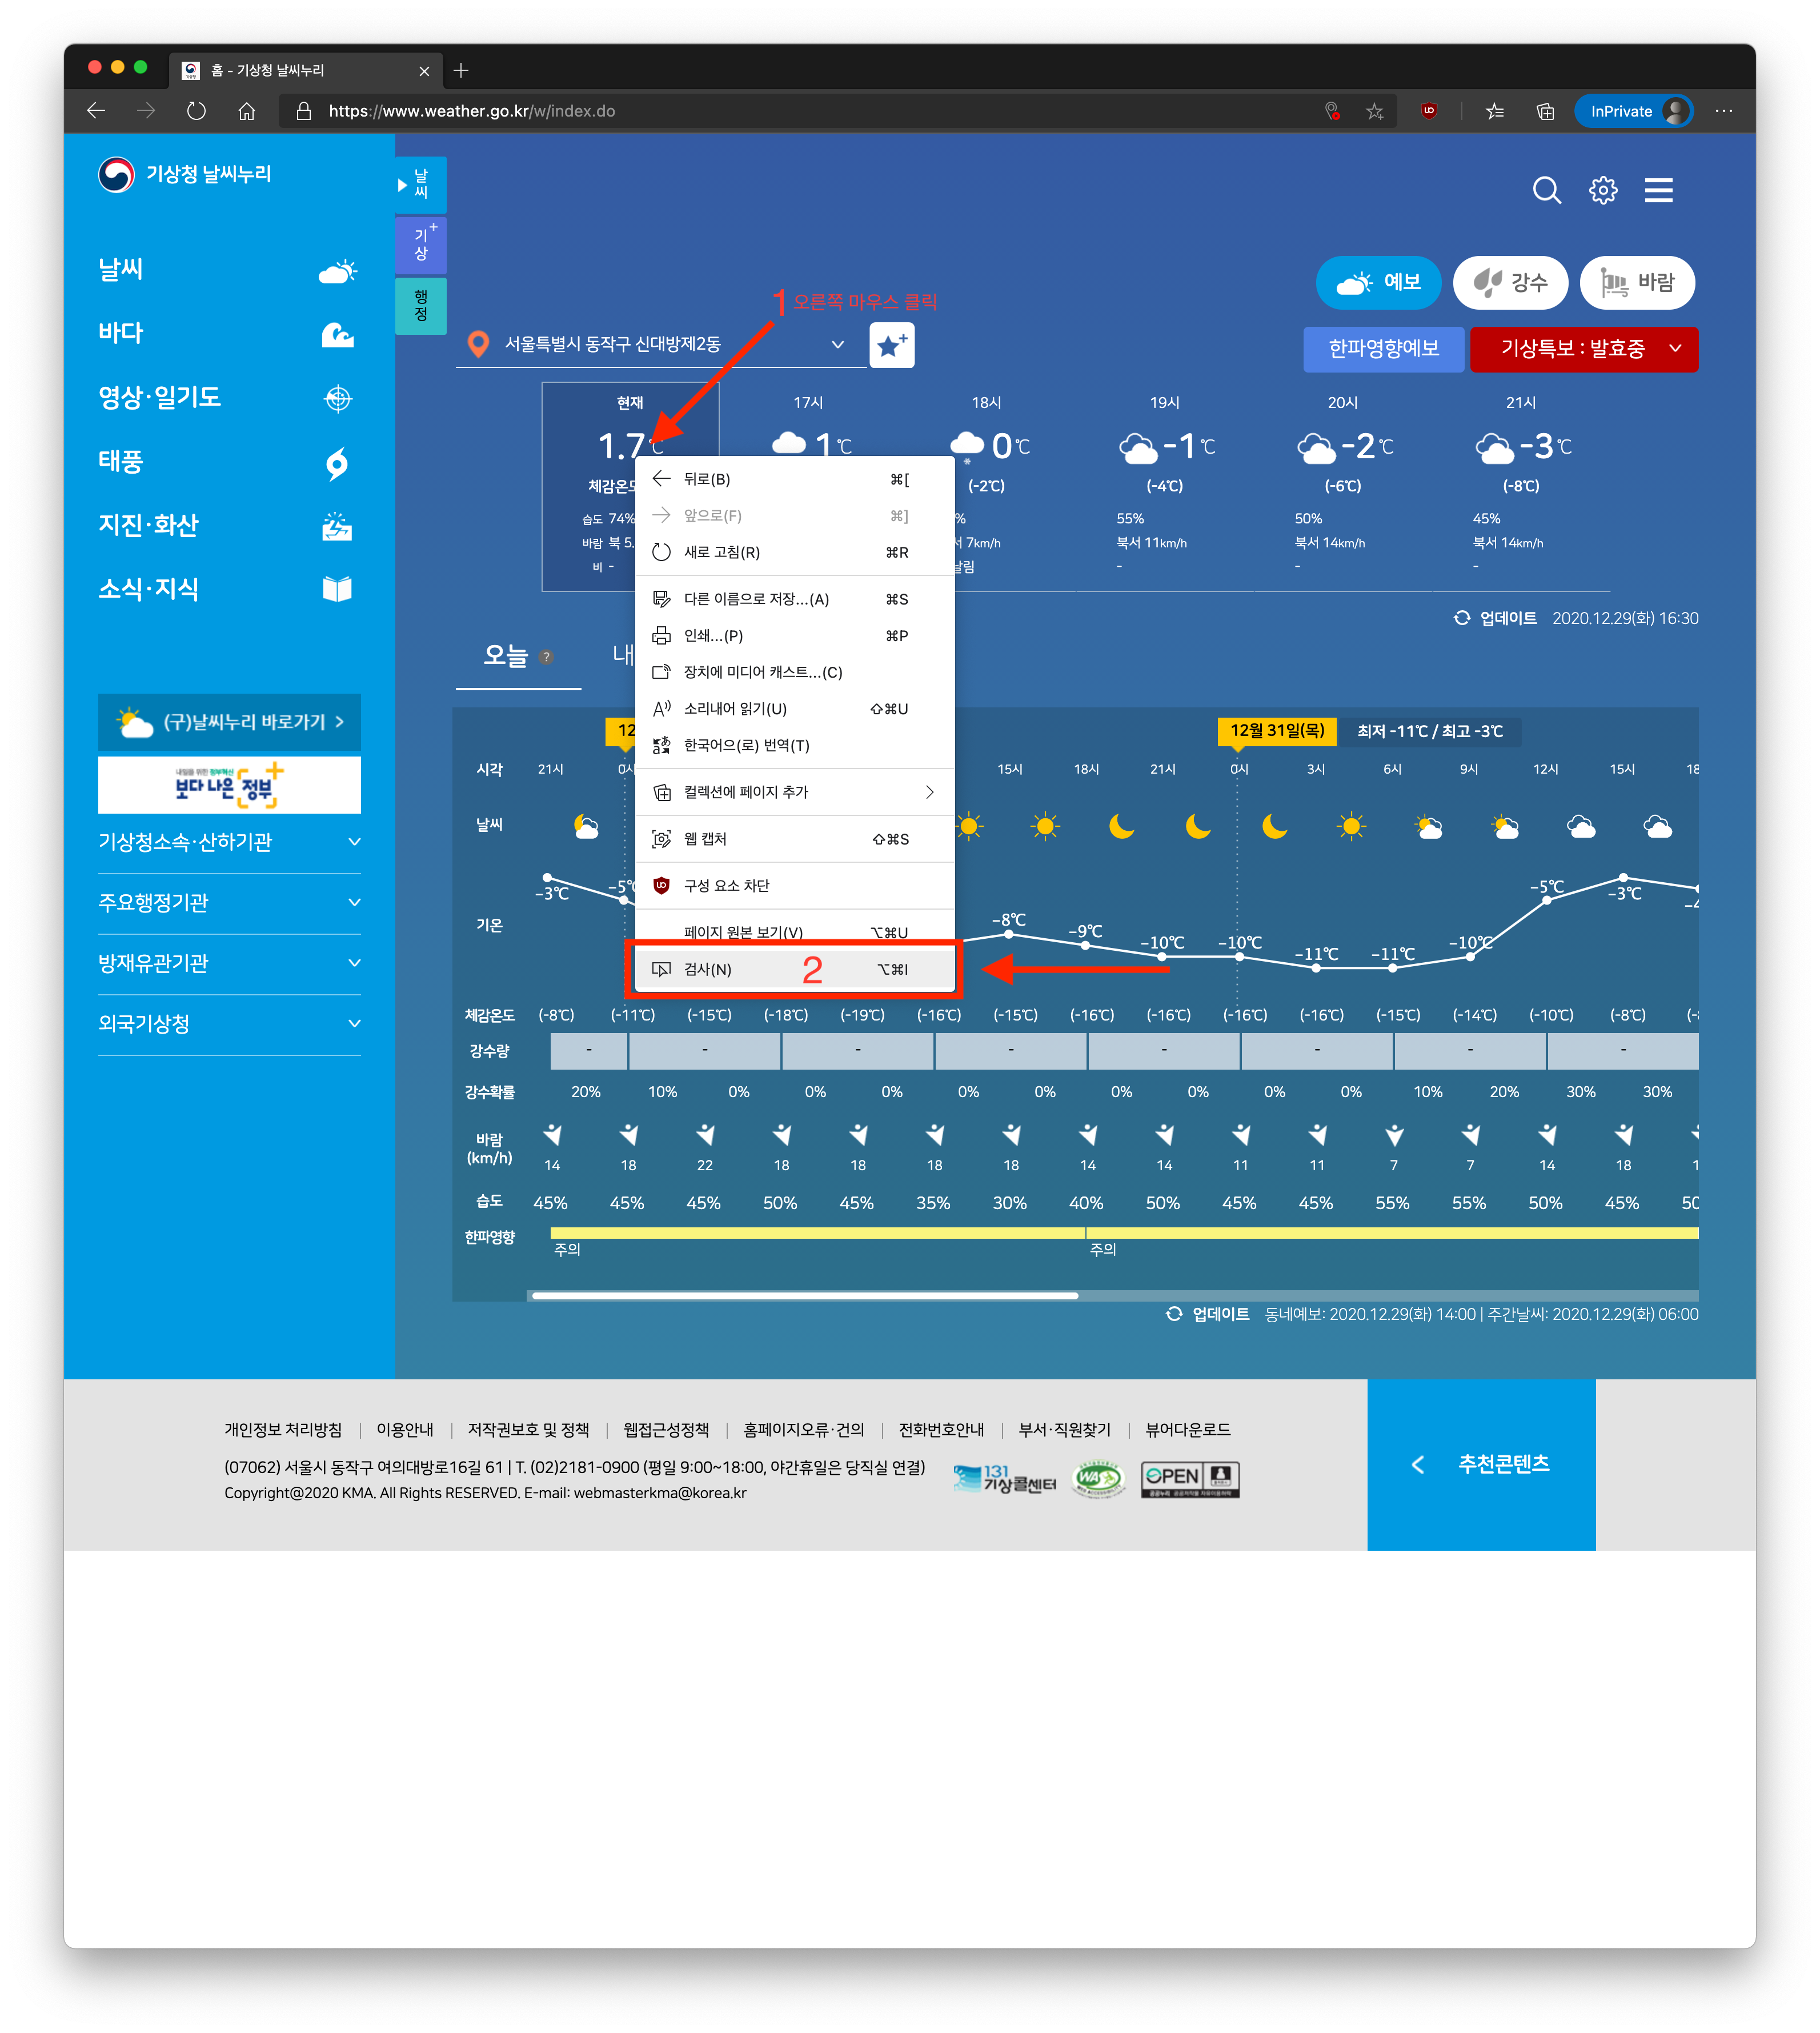 홈 - 기상청 날씨누리
https://www.weather.go.kr/w/index.do
InPrivate
기상청 날씨누리
날씨
기상+
행정
날씨
바다
영상·일기도
태풍
지진·화산
소식·지식
(구)날씨누리 바로가기 >
내일을 위한 정부혁신
보다 나은 정부
기상청소속·산하기관
주요행정기관
방재유관기관
외국기상청
예보
강수
바람
1 오른쪽 마우스 클릭
서울특별시 동작구 신대방제2동
한파영향예보
기상특보 : 발효중
현재 17시 18시 19시 20시 21시
1.7℃ 1℃ 0℃ -1℃ -2℃ -3℃
체감온도 (-2℃) (-4℃) (-6℃) (-8℃)
습도 74% % 55% 50% 45%
바람 북 5. 서 7km/h 북서 11km/h 북서 14km/h 북서 14km/h
비 - 날림 - - -
업데이트 2020.12.29(화) 16:30
오늘 ? 내
뒤로(B) ⌘[
앞으로(F) ⌘]
새로 고침(R) ⌘R
다른 이름으로 저장...(A) ⌘S
인쇄...(P) ⌘P
장치에 미디어 캐스트...(C)
소리내어 읽기(U) ⇧⌘U
한국어으(로) 번역(T)
컬렉션에 페이지 추가
웹 캡처 ⇧⌘S
구성 요소 차단
페이지 원본 보기(V) ⌥⌘U
검사(N) 2 ⌥⌘I
12 12월 31일(목) 최저 -11℃ / 최고 -3℃
시각 21시 0시 15시 18시 21시 0시 3시 6시 9시 12시 15시 18
날씨
기온 -3℃ -5℃ -8℃ -9℃ -10℃ -10℃ -11℃ -11℃ -10℃ -5℃ -3℃ -4
체감온도 (-8℃) (-11℃) (-15℃) (-18℃) (-19℃) (-16℃) (-15℃) (-16℃) (-16℃) (-16℃) (-16℃) (-15℃) (-14℃) (-10℃) (-8℃) (-
강수량 - - - - - - - -
강수확률 20% 10% 0% 0% 0% 0% 0% 0% 0% 0% 0% 10% 20% 30% 30%
바람
(km/h) 14 18 22 18 18 18 18 14 14 11 11 7 7 14 18 1
습도 45% 45% 45% 50% 45% 35% 30% 40% 50% 45% 45% 55% 55% 50% 45% 50
한파영향
주의 주의
업데이트 동네예보: 2020.12.29(화) 14:00 | 주간날씨: 2020.12.29(화) 06:00
개인정보 처리방침 | 이용안내 | 저작권보호 및 정책 | 웹접근성정책 | 홈페이지오류·건의 | 전화번호안내 | 부서·직원찾기 | 뷰어다운로드
(07062) 서울시 동작구 여의대방로16길 61 | T. (02)2181-0900 (평일 9:00~18:00, 야간휴일은 당직실 연결)
Copyright@2020 KMA. All Rights RESERVED. E-mail: webmasterkma@korea.kr
131 기상콜센터
WA
OPEN
추천콘텐츠